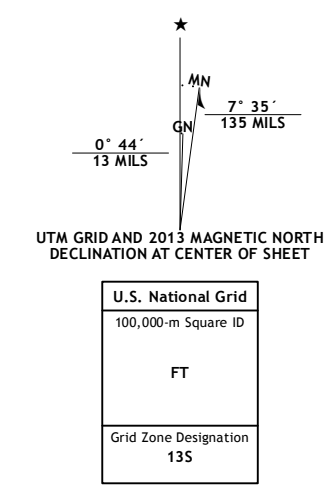 ★
MN
7° 35´
135 MILS
GN
0° 44´
13 MILS
UTM GRID AND 2013 MAGNETIC NORTH
DECLINATION AT CENTER OF SHEET
U.S. National Grid
100,000-m Square ID
FT
Grid Zone Designation
13S